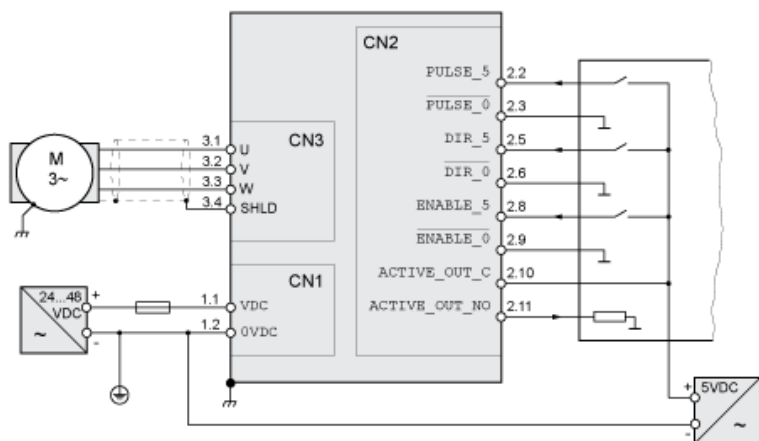 CN2
PULSE_5
2.2
PULSE_0
2.3
DIR_5
2.5
DIR_0
2.6
ENABLE_5
2.8
ENABLE_0
2.9
ACTIVE_OUT_C
2.10
ACTIVE_OUT_NO
2.11
CN3
3.1
U
3.2
V
3.3
W
3.4
SHLD
M
3~
CN1
1.1
VDC
1.2
0VDC
24...48
VDC
+
-
~
5VDC
+
-
~